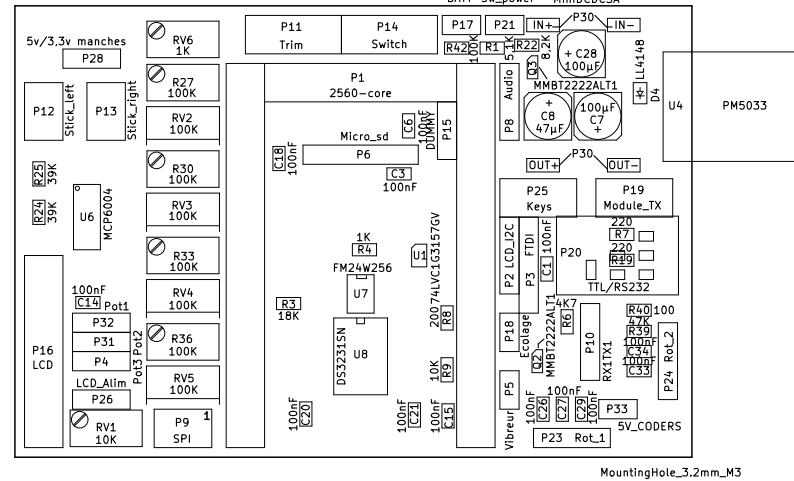 BATT Sw_power MiniDCDC3A
P17 P21 IN+ P30 IN-
5v/3,3v manches
P28
RV6
1K
P11
Trim
P14
Switch
R42 100K R1 5,1K R22 8,2K
Q3
MMBT2222ALT1
+ C28
100µF
LL4148
D4
U4
PM5033
P12 Stick_left
P13 Stick_right
R27
100K
P1
2560-core
Audio
P8
+
C8
47µF
100µF
C7
+
RV2
100K
C6 100nF
DUMMY
P15
Micro_sd
P6
C18 100nF
C3
100nF
OUT+ P30 OUT-
R25 39K
R24 39K
U6
MCP6004
R30
100K
P25
Keys
P19
Module_TX
RV3
100K
1K
R4
FM24W256
U7
U1
74LVC1G3157GV
P2 LCD_I2C
P3 FTDI
C1 100nF
P20
220
R7
220
R19
TTL/RS232
R33
100K
100nF
C14
Pot1
P32
P31
P4
Pot2
Pot3
RV4
100K
R3
18K
DS3231SN
U8
200
R8
P18
Ecolage
MMBT2222ALT1
Q2
4K7
R6
P10
RX1TX1
R40 100
47K
R39
100nF
C34
100nF
C33
P24 Rot_2
R36
100K
P16
LCD
LCD_Alim
P26
RV5
100K
10K
R9
P5
Vibreur
RV1
10K
P9
SPI
1
100nF
C20
100nF
C21
100nF
C15
100nF
100nF
C26
C27
C29
100nF
P33
5V_CODERS
P23 Rot_1
MountingHole_3.2mm_M3